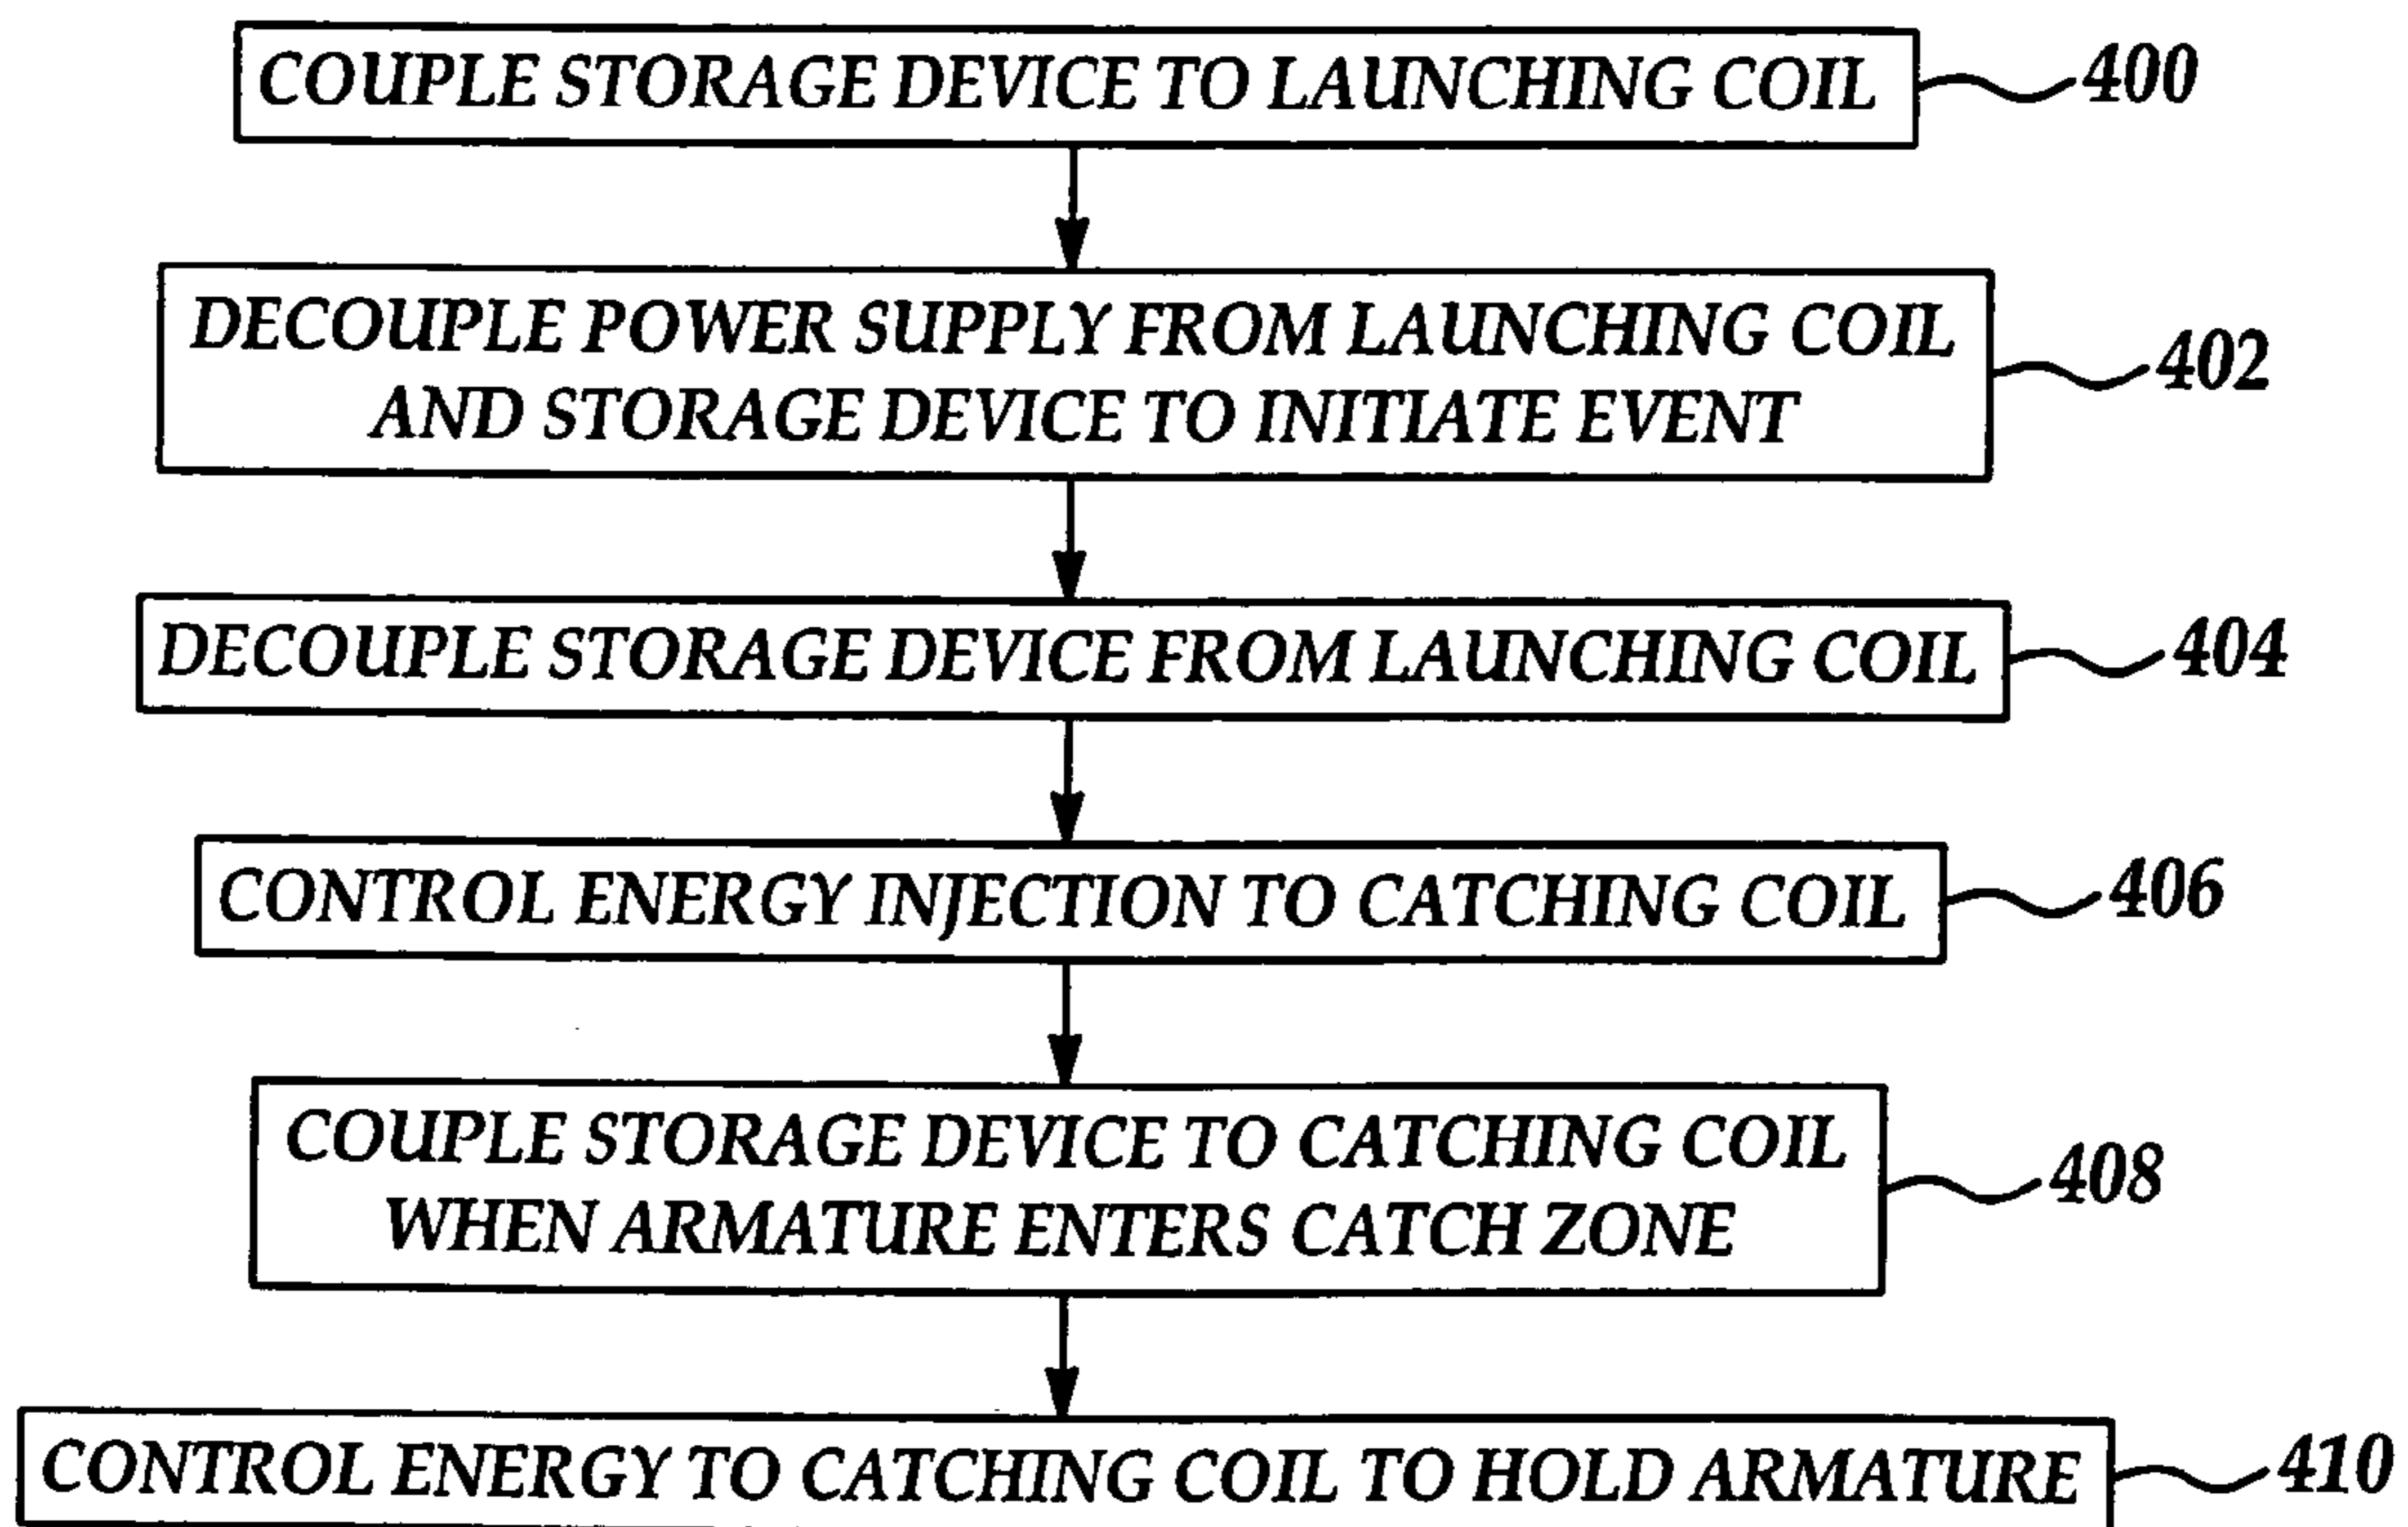 COUPLE STORAGE DEVICE TO LAUNCHING COIL 400
DECOUPLE POWER SUPPLY FROM LAUNCHING COIL
AND STORAGE DEVICE TO INITIATE EVENT 402
DECOUPLE STORAGE DEVICE FROM LAUNCHING COIL 404
CONTROL ENERGY INJECTION TO CATCHING COIL 406
COUPLE STORAGE DEVICE TO CATCHING COIL
WHEN ARMATURE ENTERS CATCH ZONE 408
CONTROL ENERGY TO CATCHING COIL TO HOLD ARMATURE 410